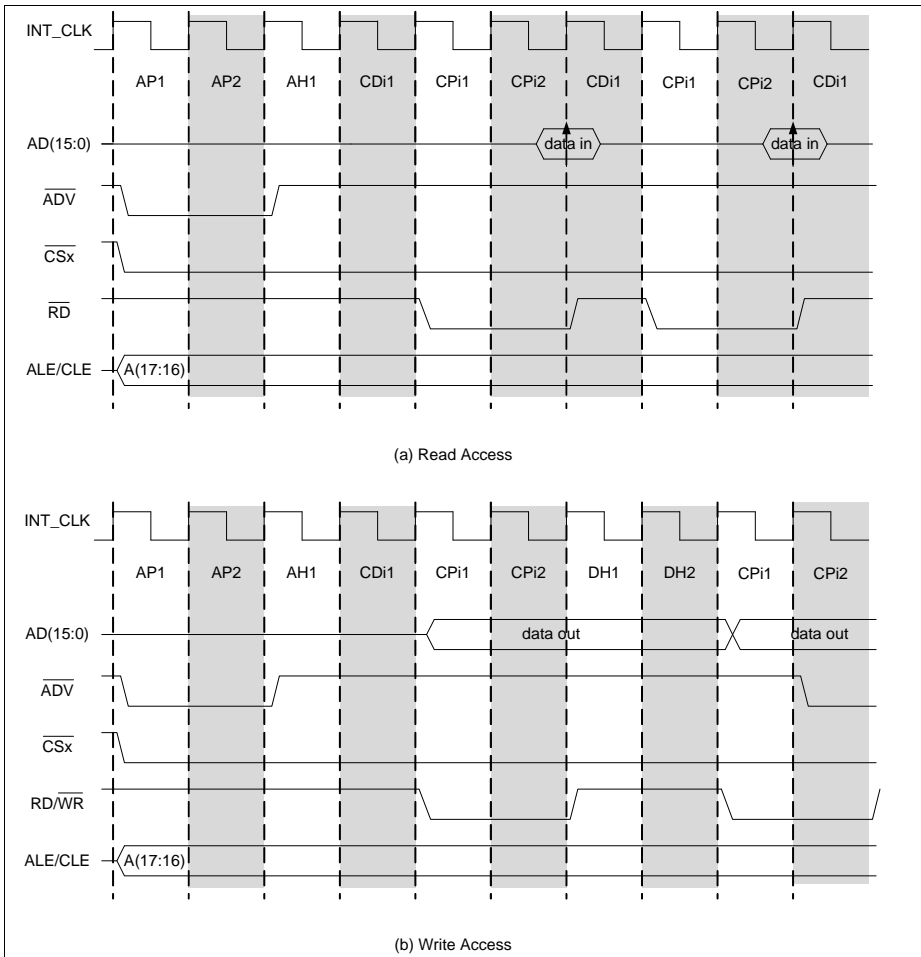 INT_CLK
AP1 AP2 AH1 CDi1 CPi1 CPi2 CDi1 CPi1 CPi2 CDi1
AD(15:0) data in data in
ADV
CSx
RD
ALE/CLE A(17:16)
(a) Read Access
INT_CLK
AP1 AP2 AH1 CDi1 CPi1 CPi2 DH1 DH2 CPi1 CPi2
AD(15:0) data out data out
ADV
CSx
RD/WR
ALE/CLE A(17:16)
(b) Write Access